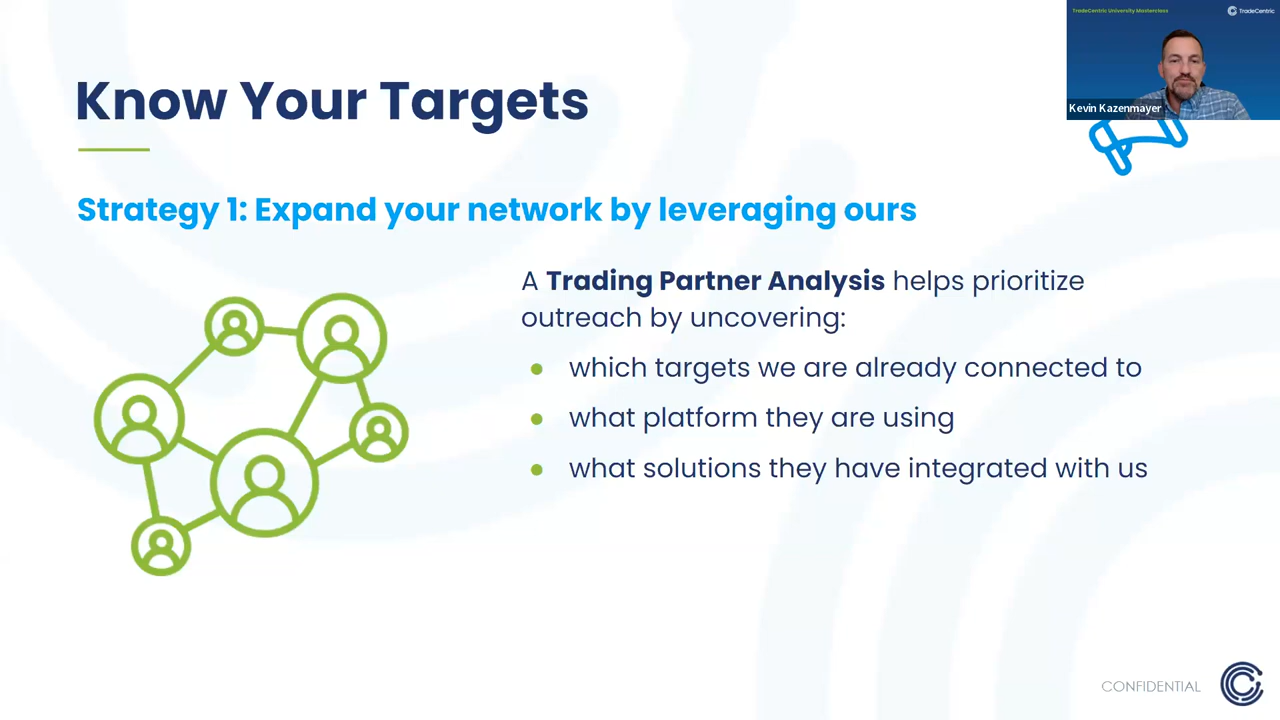 TradeCentric University Masterclass
TradeCentric
Know Your Targets
Kevin Kazenmayer
Strategy 1: Expand your network by leveraging ours
A Trading Partner Analysis helps prioritize
outreach by uncovering:
• which targets we are already connected to
• what platform they are using
• what solutions they have integrated with us
CONFIDENTIAL